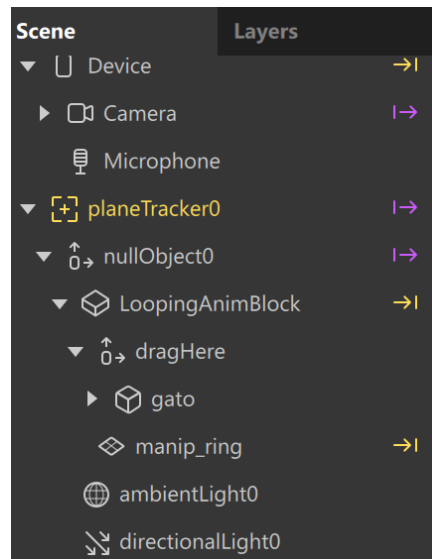 Scene Layers
Device
Camera
Microphone
planeTracker0
nullObject0
LoopingAnimBlock
dragHere
gato
manip_ring
ambientLight0
directionalLight0